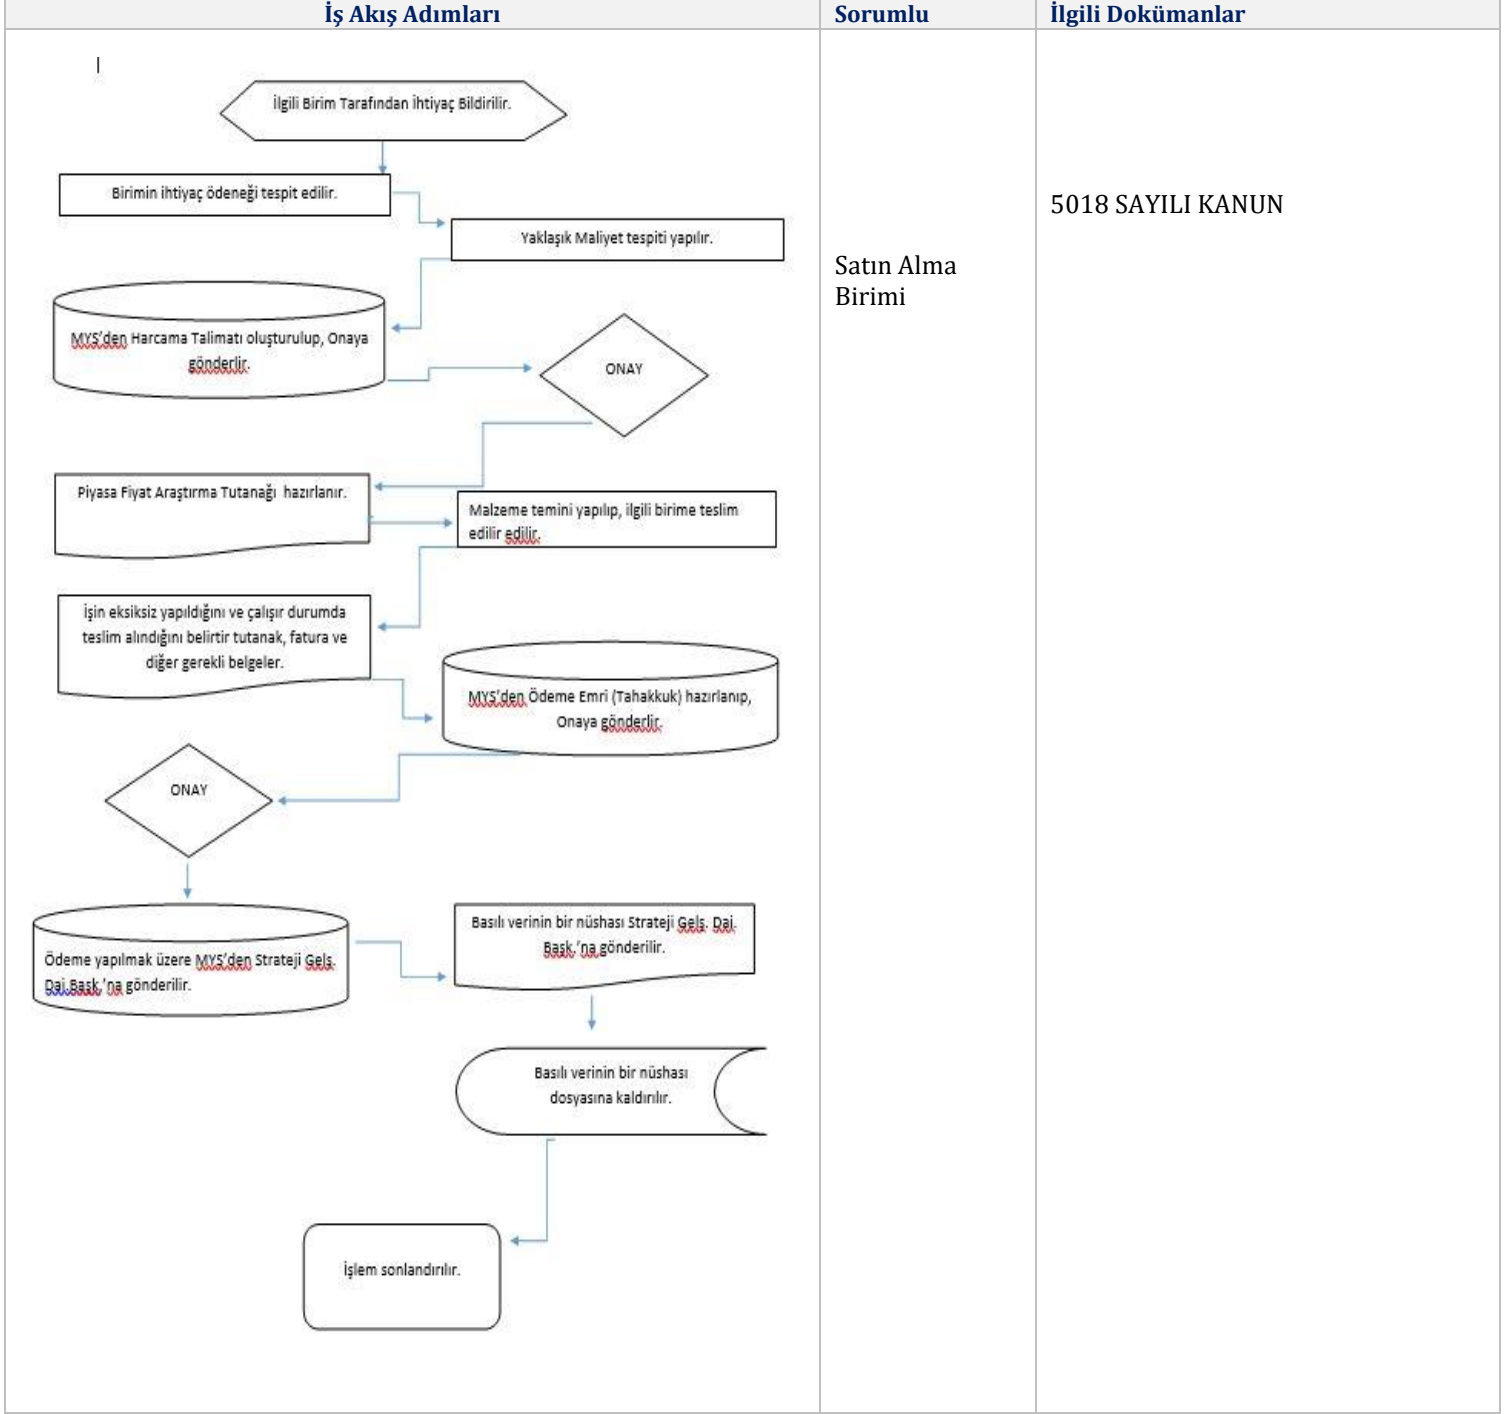 İş Akış Adımları
Sorumlu
İlgili Dokümanlar
İlgili Birim Tarafından İhtiyaç Bildirilir.
Birimin ihtiyaç ödeneği tespit edilir.
Yaklaşık Maliyet tespiti yapılır.
MYS'den Harcama Talimatı oluşturulup, Onaya
gönderlir.
ONAY
Piyasa Fiyat Araştırma Tutanağı hazırlanır.
Malzeme temini yapılıp, ilgili birime teslim
edilir edilir.
İşin eksiksiz yapıldığını ve çalışır durumda
teslim alındığını belirtir tutanak, fatura ve
diğer gerekli belgeler.
MYS'den Ödeme Emri (Tahakkuk) hazırlanıp,
Onaya gönderlir.
ONAY
Ödeme yapılmak üzere MYS'den Strateji Gelş.
Dai.Başk.'na gönderilir.
Basılı verinin bir nüshası Strateji Gelş. Dai.
Başk.'na gönderilir.
Basılı verinin bir nüshası
dosyasına kaldırılır.
İşlem sonlandırılır.
Satın Alma
Birimi
5018 SAYILI KANUN